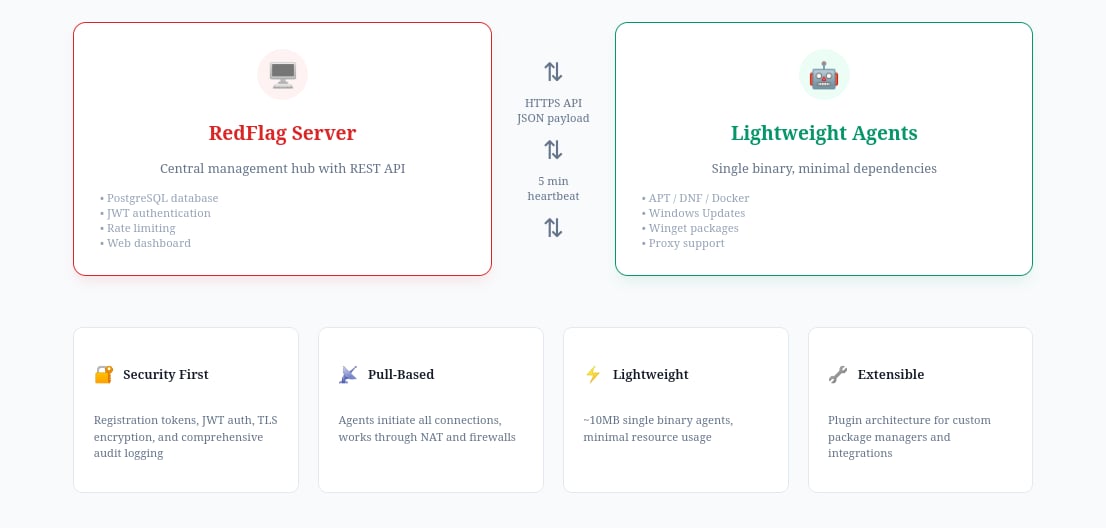 RedFlag Server
Central management hub with REST API
• PostgreSQL database
• JWT authentication
• Rate limiting
• Web dashboard
HTTPS API
JSON payload
5 min
heartbeat
Lightweight Agents
Single binary, minimal dependencies
• APT / DNF / Docker
• Windows Updates
• Winget packages
• Proxy support
Security First
Registration tokens, JWT auth, TLS
encryption, and comprehensive
audit logging
Pull-Based
Agents initiate all connections,
works through NAT and firewalls
Lightweight
~10MB single binary agents,
minimal resource usage
Extensible
Plugin architecture for custom
package managers and
integrations